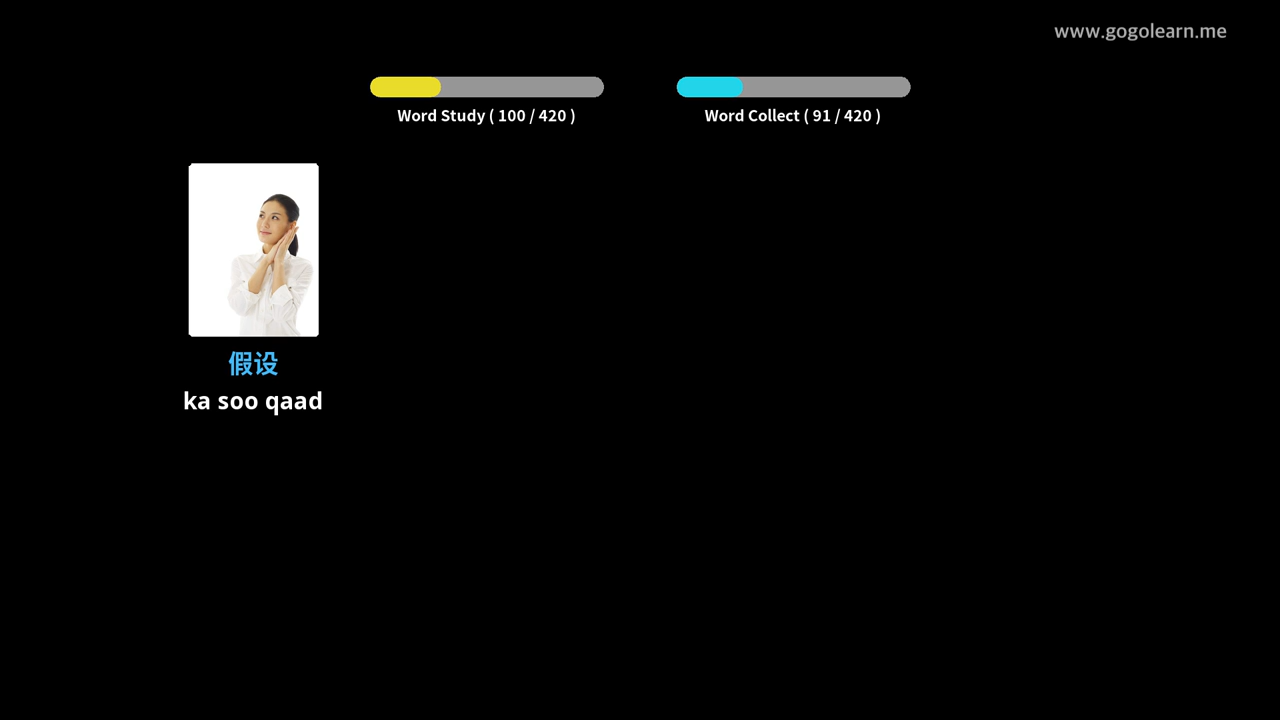 www.gogolearn.me
Word Study ( 100 / 420 )
Word Collect ( 91 / 420 )
假设
ka soo qaad